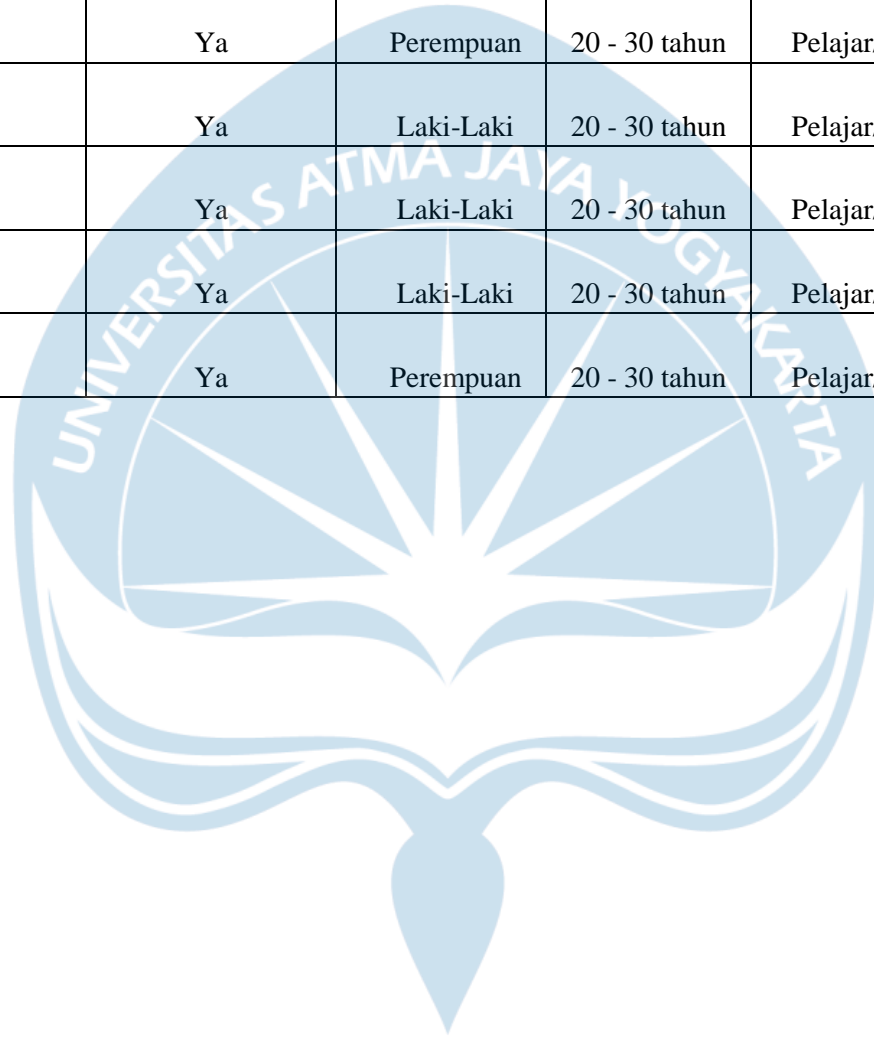 Ya Perempuan 20 - 30 tahun Pelajar
Ya Laki-Laki 20 - 30 tahun Pelajar
Ya Laki-Laki 20 - 30 tahun Pelajar
Ya Laki-Laki 20 - 30 tahun Pelajar
Ya Perempuan 20 - 30 tahun Pelajar
UNIVERSITAS ATMA JAYA YOGYAKARTA